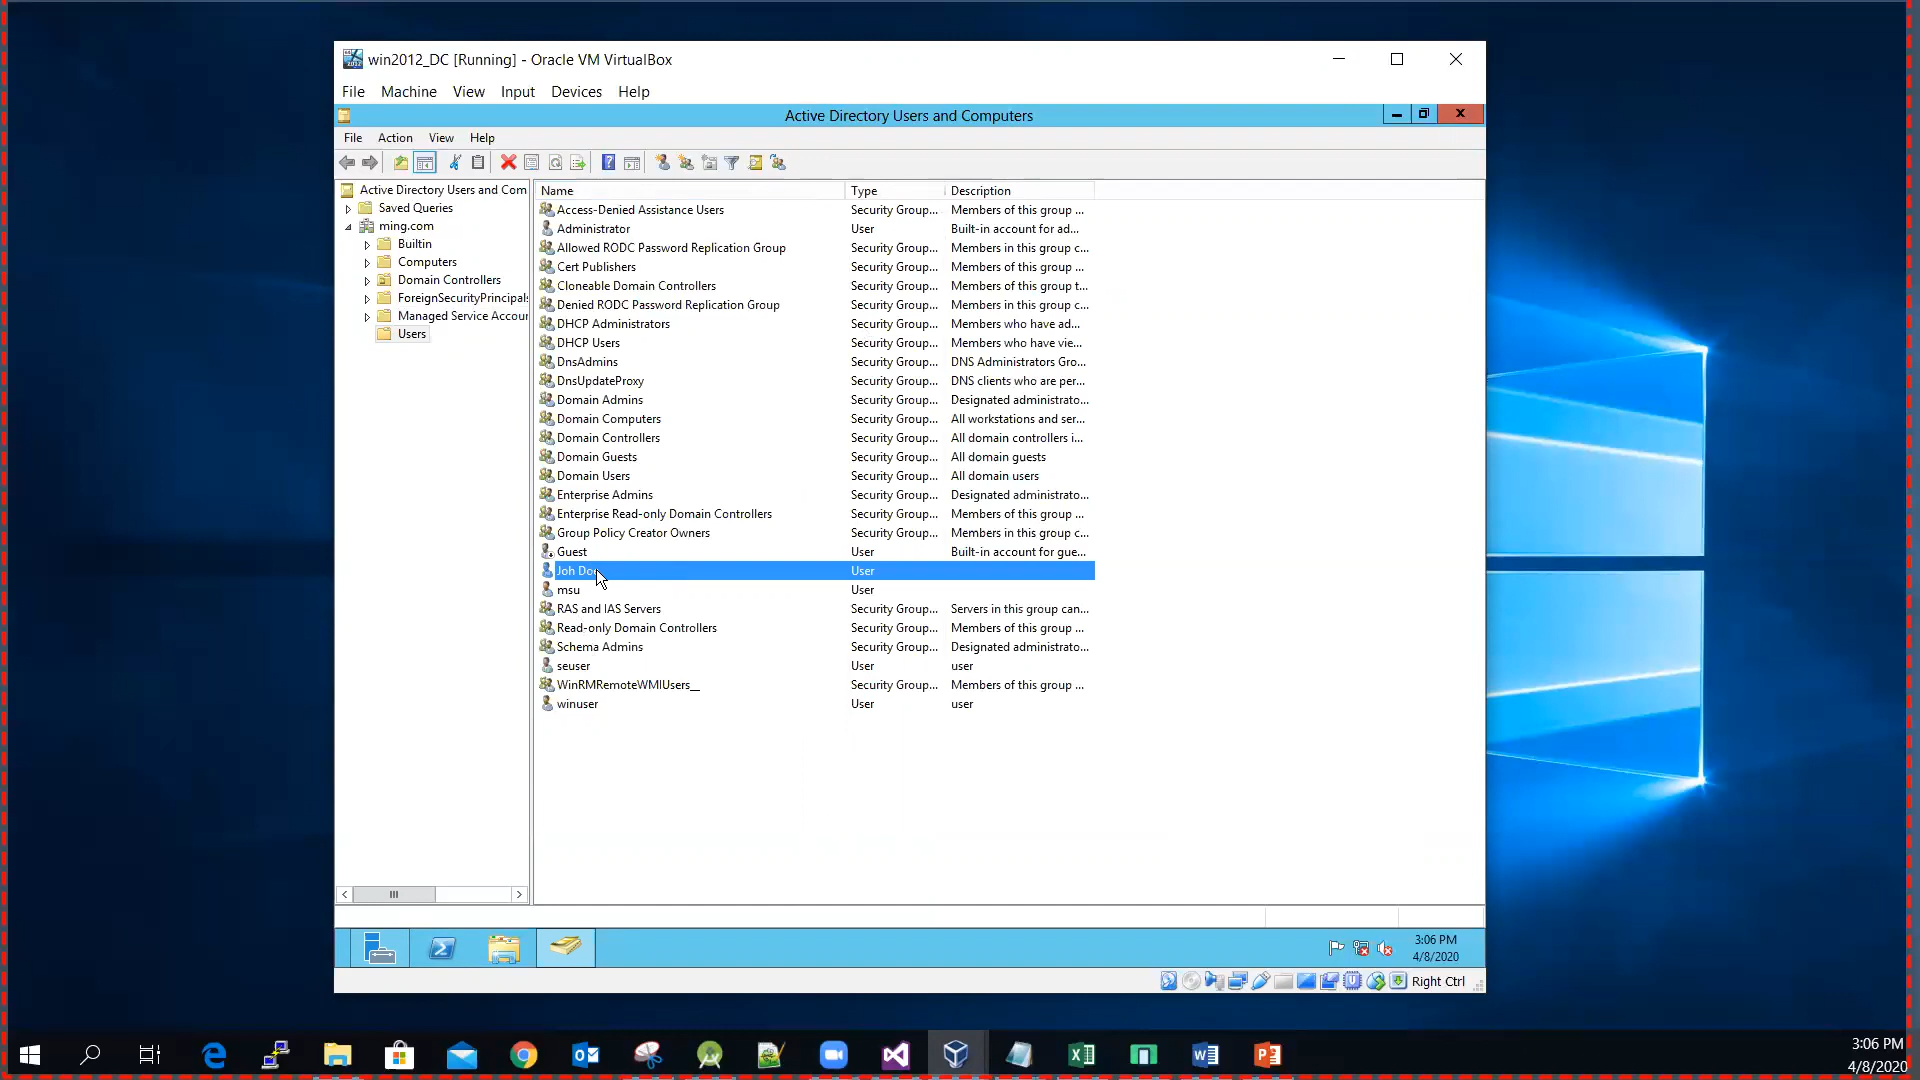 win2012_DC [Running] - Oracle VM VirtualBox
File Machine View Input Devices Help
Active Directory Users and Computers
File Action View Help
Active Directory Users and Com
Saved Queries
ming.com
Builtin
Computers
Domain Controllers
ForeignSecurityPrincipals
Managed Service Accour
Users
Name Type Description
Access-Denied Assistance Users Security Group... Members of this group ...
Administrator User Built-in account for ad...
Allowed RODC Password Replication Group Security Group... Members in this group c...
Cert Publishers Security Group... Members of this group ...
Cloneable Domain Controllers Security Group... Members of this group t...
Denied RODC Password Replication Group Security Group... Members in this group c...
DHCP Administrators Security Group... Members who have ad...
DHCP Users Security Group... Members who have vie...
DnsAdmins Security Group... DNS Administrators Gro...
DnsUpdateProxy Security Group... DNS clients who are per...
Domain Admins Security Group... Designated administrato...
Domain Computers Security Group... All workstations and ser...
Domain Controllers Security Group... All domain controllers i...
Domain Guests Security Group... All domain guests
Domain Users Security Group... All domain users
Enterprise Admins Security Group... Designated administrato...
Enterprise Read-only Domain Controllers Security Group... Members of this group ...
Group Policy Creator Owners Security Group... Members in this group c...
Guest User Built-in account for gue...
Joh Doe User
msu User
RAS and IAS Servers Security Group... Servers in this group can...
Read-only Domain Controllers Security Group... Members of this group ...
Schema Admins Security Group... Designated administrato...
seuser User user
WinRMRemoteWMIUsers__ Security Group... Members of this group ...
winuser User user
3:06 PM
4/8/2020
Right Ctrl
3:06 PM
4/8/2020